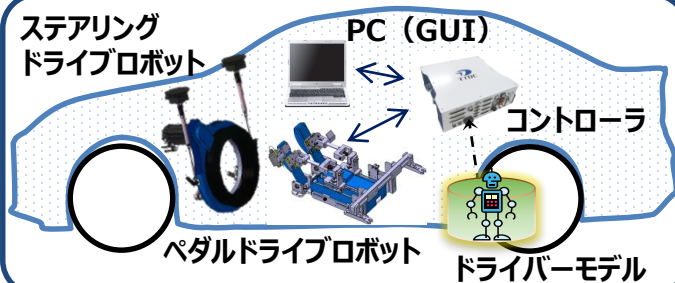 ステアリング
ドライブロボット
PC（GUI）
コントローラ
ペダルドライブロボット
ドライバーモデル